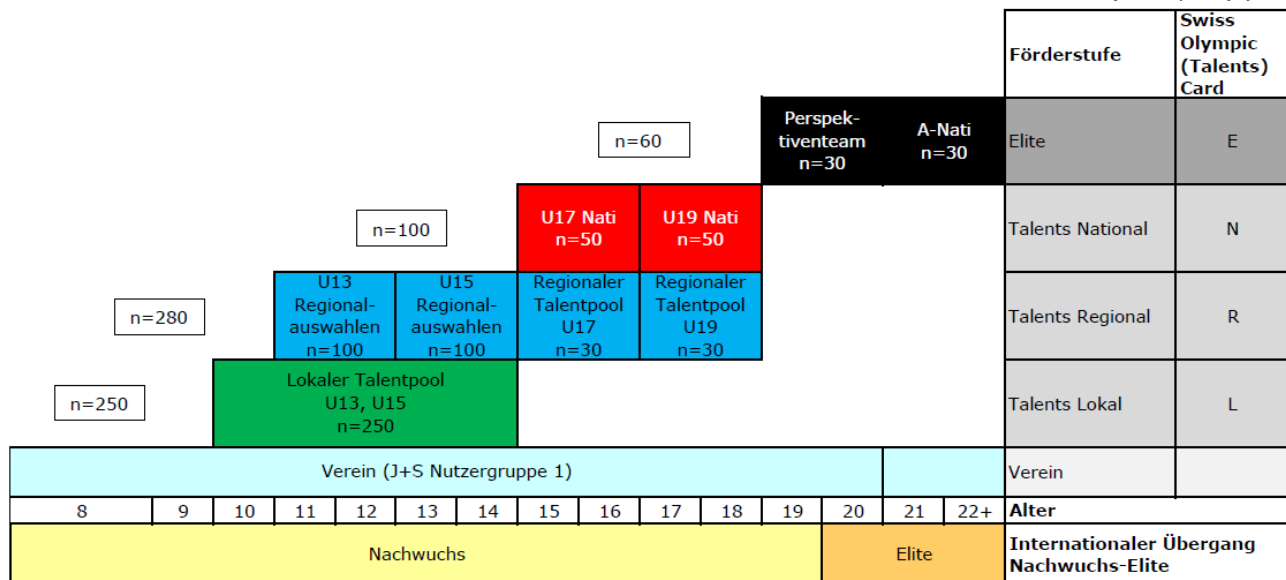 Förderstufe
Swiss
Olympic
(Talents)
Card
n=60
Perspek-
tiventeam
n=30
A-Nati
n=30
Elite
E
n=100
U17 Nati
n=50
U19 Nati
n=50
Talents National
N
n=280
U13
Regional-
auswahlen
n=100
U15
Regional-
auswahlen
n=100
Regionaler
Talentpool
U17
n=30
Regionaler
Talentpool
U19
n=30
Talents Regional
R
n=250
Lokaler Talentpool
U13, U15
n=250
Talents Lokal
L
Verein (J+S Nutzergruppe 1)
Verein
8 9 10 11 12 13 14 15 16 17 18 19 20 21 22+ Alter
Nachwuchs
Elite
Internationaler Übergang
Nachwuchs-Elite